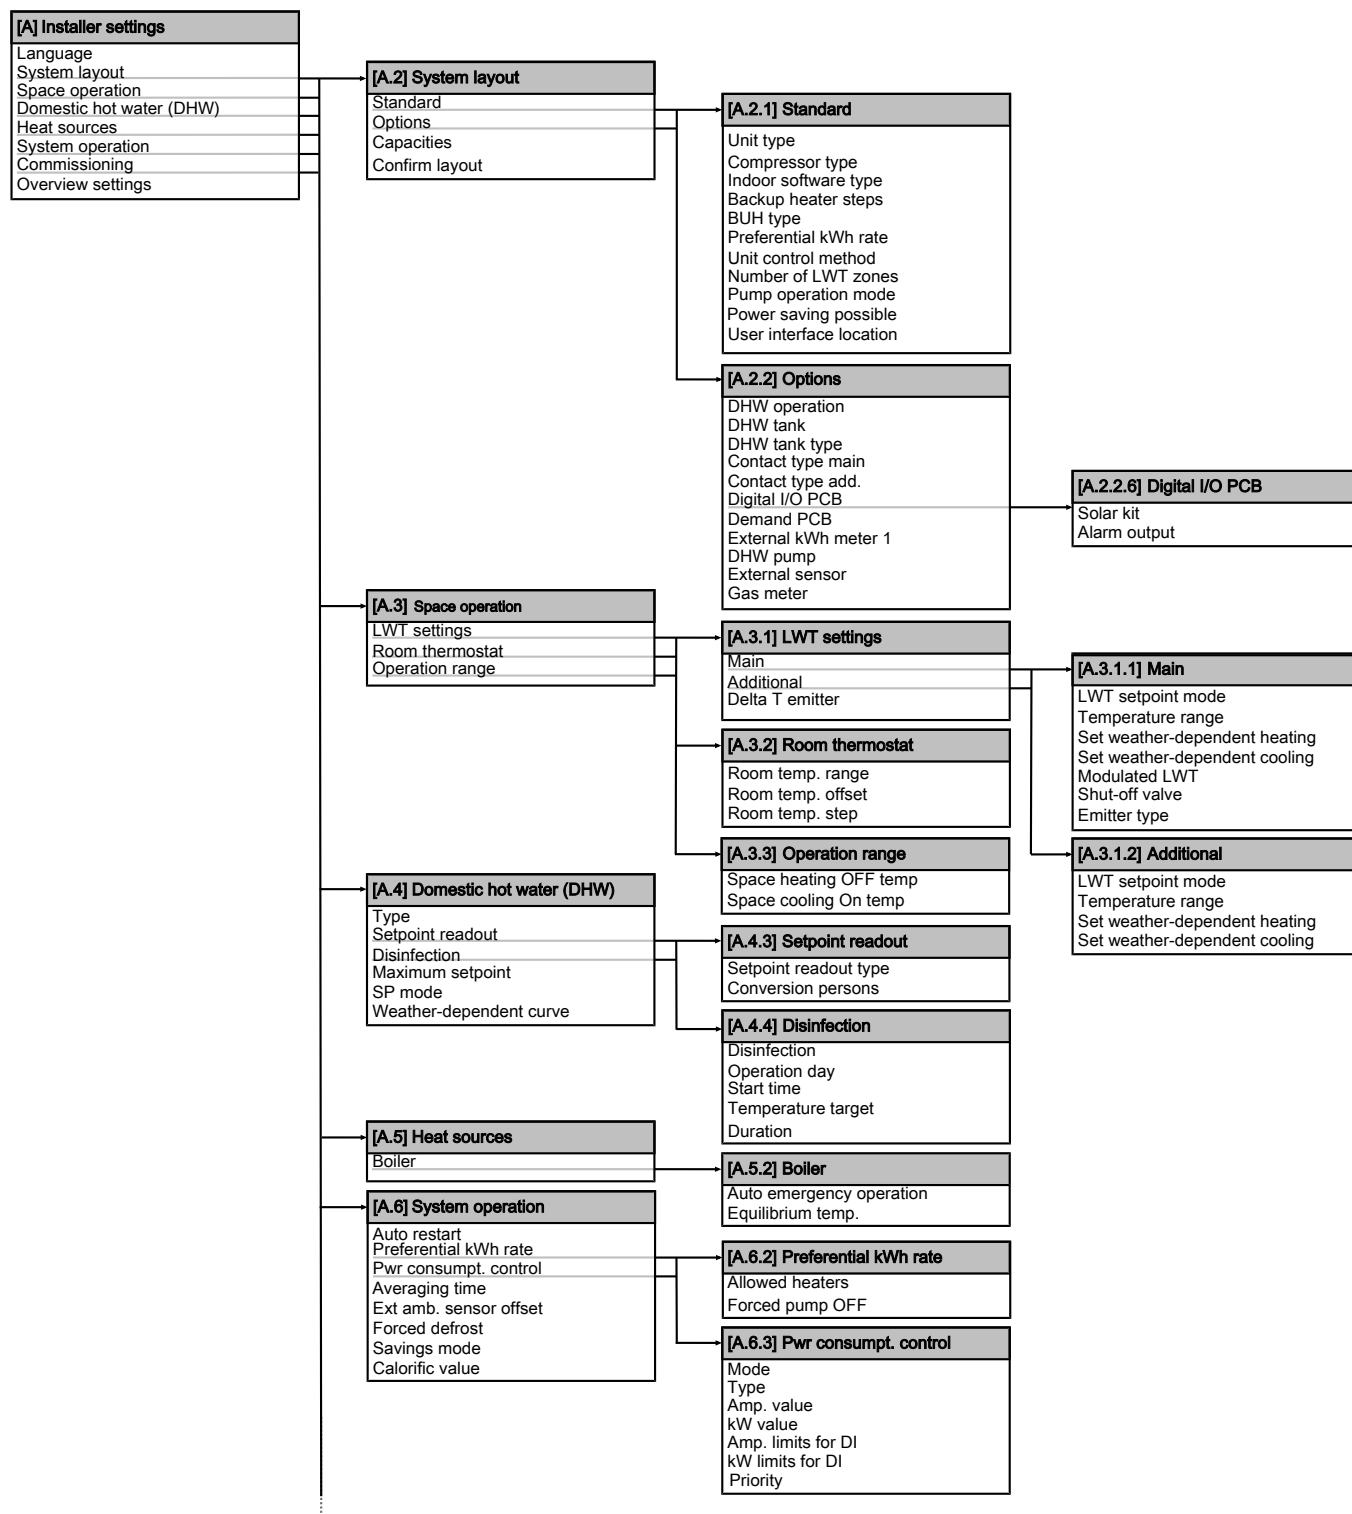 [A] Installer settings
Language
System layout
Space operation
Domestic hot water (DHW)
Heat sources
System operation
Commissioning
Overview settings
[A.2] System layout
Standard
Options
Capacities
Confirm layout
[A.2.1] Standard
Unit type
Compressor type
Indoor software type
Backup heater steps
BUH type
Preferential kWh rate
Unit control method
Number of LWT zones
Pump operation mode
Power saving possible
User interface location
[A.2.2] Options
DHW operation
DHW tank
DHW tank type
Contact type main
Contact type add.
Digital I/O PCB
Demand PCB
External kWh meter 1
DHW pump
External sensor
Gas meter
[A.2.2.6] Digital I/O PCB
Solar kit
Alarm output
[A.3] Space operation
LWT settings
Room thermostat
Operation range
[A.3.1] LWT settings
Main
Additional
Delta T emitter
[A.3.1.1] Main
LWT setpoint mode
Temperature range
Set weather-dependent heating
Set weather-dependent cooling
Modulated LWT
Shut-off valve
Emitter type
[A.3.2] Room thermostat
Room temp. range
Room temp. offset
Room temp. step
[A.3.1.2] Additional
LWT setpoint mode
Temperature range
Set weather-dependent heating
Set weather-dependent cooling
[A.3.3] Operation range
Space heating OFF temp
Space cooling On temp
[A.4] Domestic hot water (DHW)
Type
Setpoint readout
Disinfection
Maximum setpoint
SP mode
Weather-dependent curve
[A.4.3] Setpoint readout
Setpoint readout type
Conversion persons
[A.4.4] Disinfection
Disinfection
Operation day
Start time
Temperature target
Duration
[A.5] Heat sources
Boiler
[A.5.2] Boiler
Auto emergency operation
Equilibrium temp.
[A.6] System operation
Auto restart
Preferential kWh rate
Pwr consumpt. control
Averaging time
Ext amb. sensor offset
Forced defrost
Savings mode
Calorific value
[A.6.2] Preferential kWh rate
Allowed heaters
Forced pump OFF
[A.6.3] Pwr consumpt. control
Mode
Type
Amp. value
kW value
Amp. limits for DI
kW limits for DI
Priority